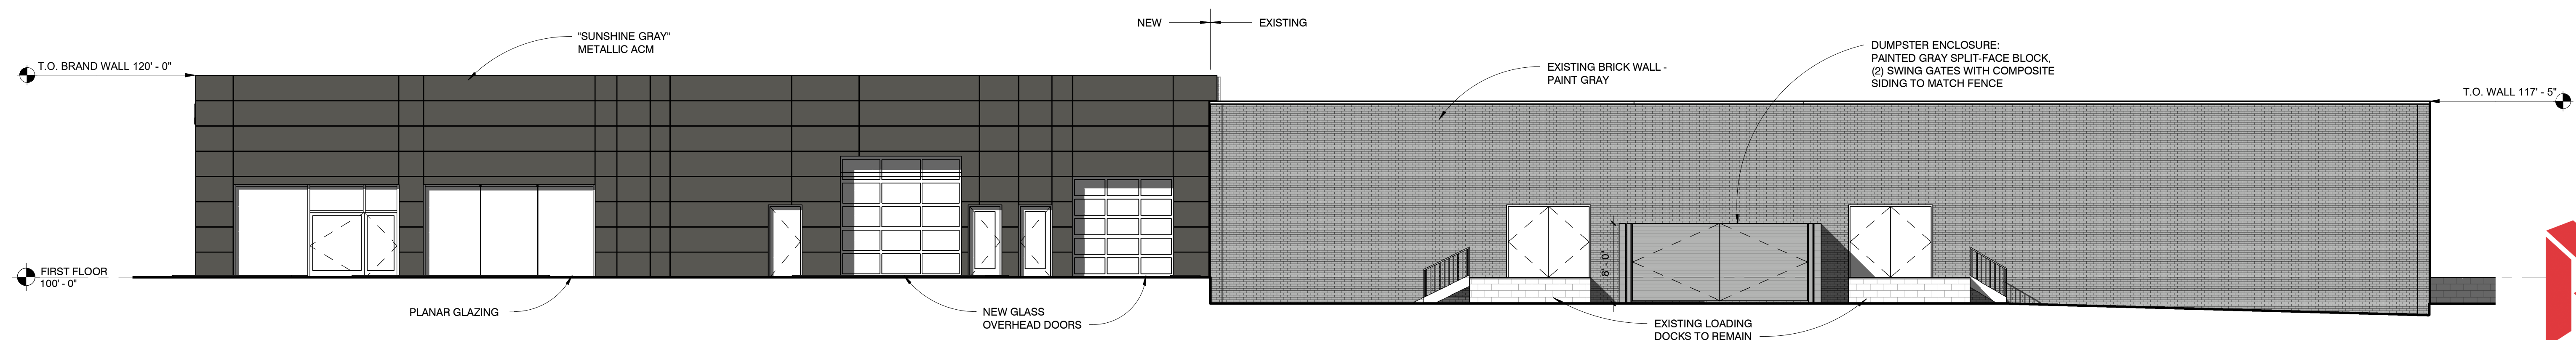 NEW
EXISTING
"SUNSHINE GRAY"
METALLIC ACM
T.O. BRAND WALL 120' - 0"
DUMPSTER ENCLOSURE:
PAINTED GRAY SPLIT-FACE BLOCK,
(2) SWING GATES WITH COMPOSITE
SIDING TO MATCH FENCE
EXISTING BRICK WALL -
PAINT GRAY
T.O. WALL 117' - 5"
8' - 0"
FIRST FLOOR
100' - 0"
PLANAR GLAZING
NEW GLASS
OVERHEAD DOORS
EXISTING LOADING
DOCKS TO REMAIN